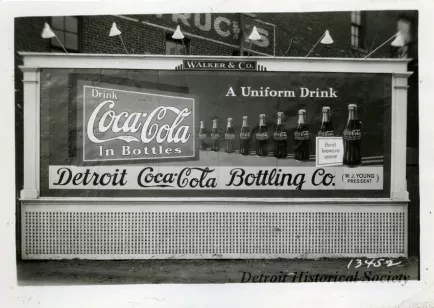 TRUCKS
WALKER & CO.
Drink
Coca-Cola
In Bottles
A Uniform Drink
Detroit Coca-Cola Bottling Co. (W.J. YOUNG PRESIDENT)
13452
Detroit Historical Society